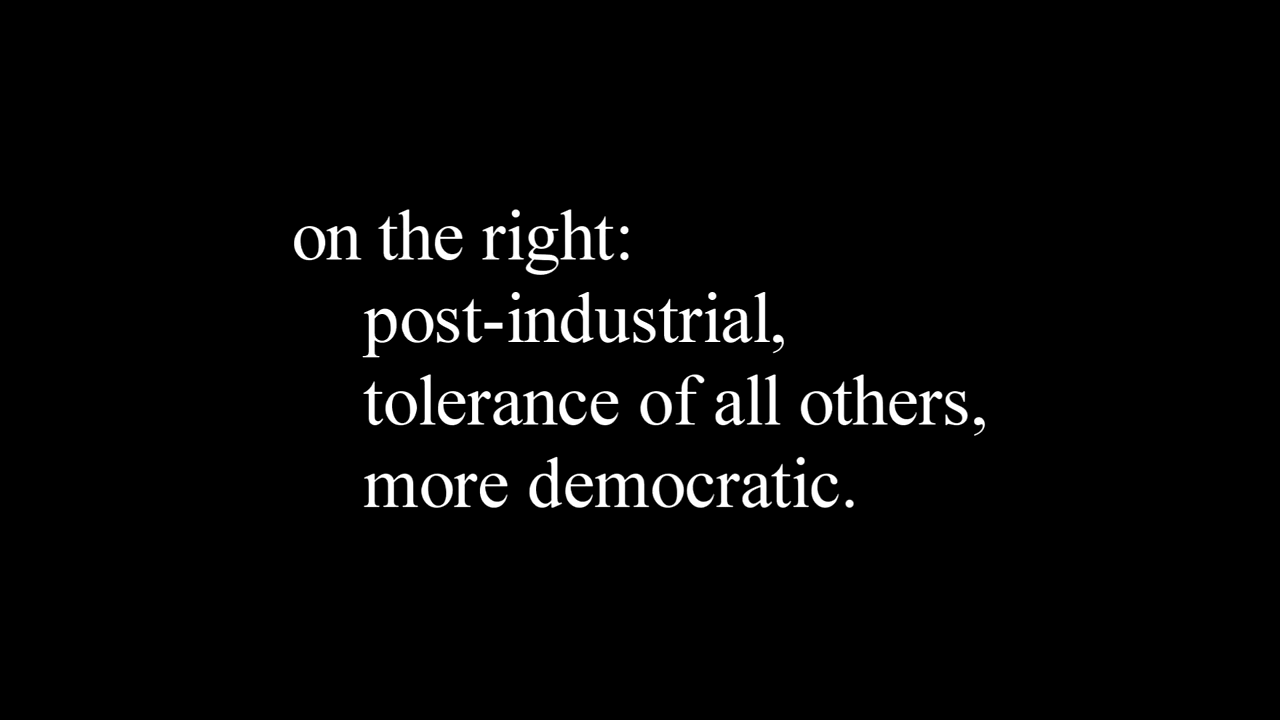 on the right:
post-industrial,
tolerance of all others,
more democratic.